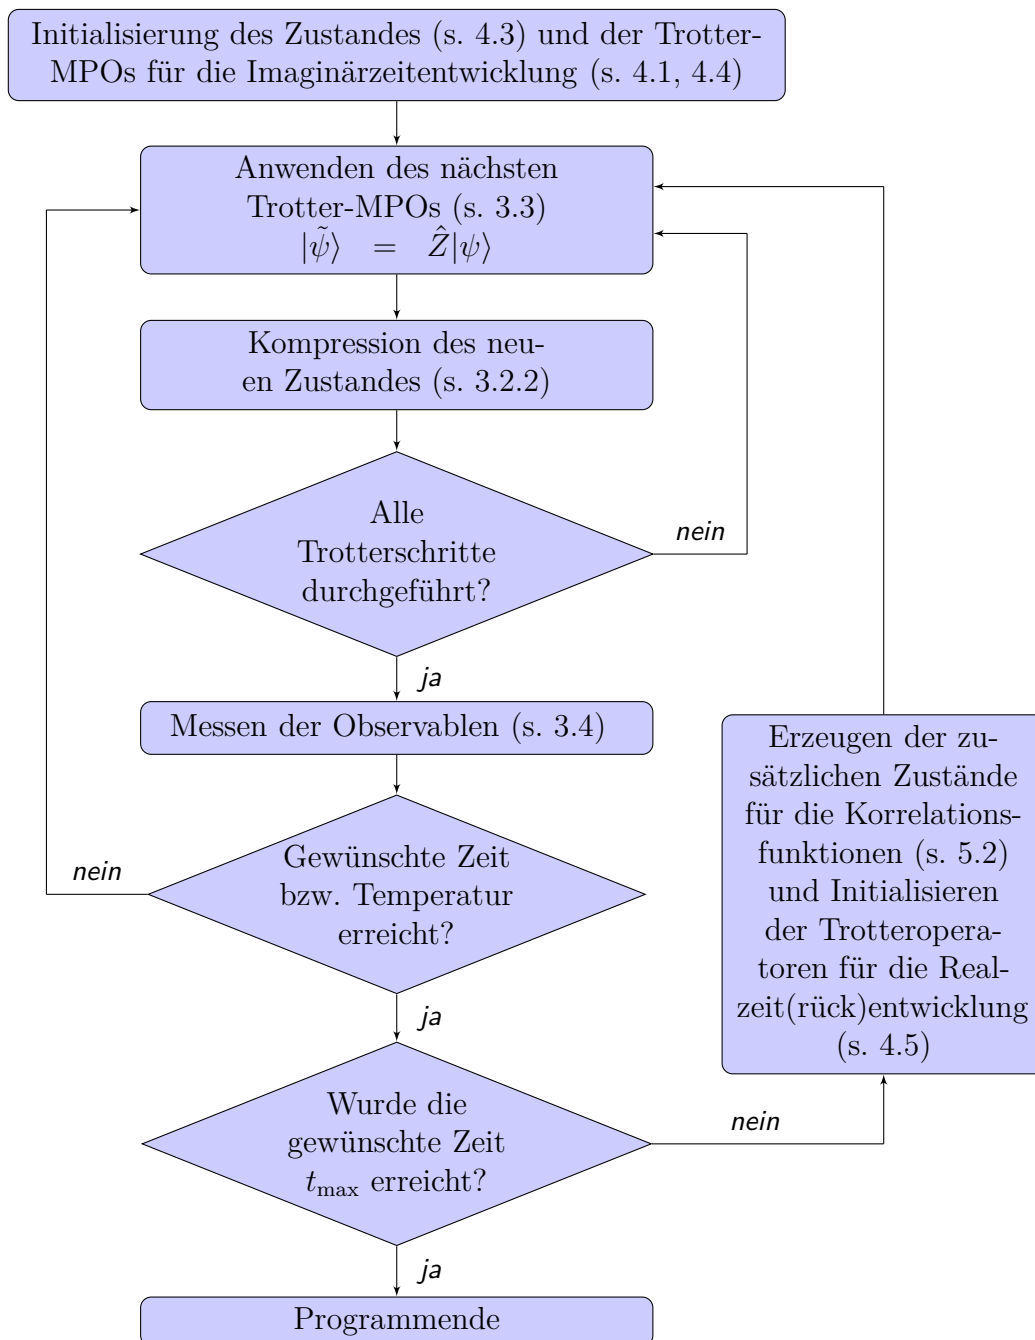 Initialisierung des Zustandes (s. 4.3) und der Trotter-
MPOs für die Imaginärzeitentwicklung (s. 4.1, 4.4)
Anwenden des nächsten
Trotter-MPOs (s. 3.3)
|ψ̃⟩ = Ẑ|ψ⟩
Kompression des neu-
en Zustandes (s. 3.2.2)
Alle
Trotterschritte
durchgeführt?
nein
ja
Messen der Observablen (s. 3.4)
Gewünschte Zeit
bzw. Temperatur
erreicht?
nein
ja
Wurde die
gewünschte Zeit
t_max erreicht?
nein
ja
Erzeugen der zu-
sätzlichen Zustände
für die Korrelations-
funktionen (s. 5.2)
und Initialisieren
der Trotteropera-
toren für die Real-
zeit(rück)entwicklung
(s. 4.5)
Programmende